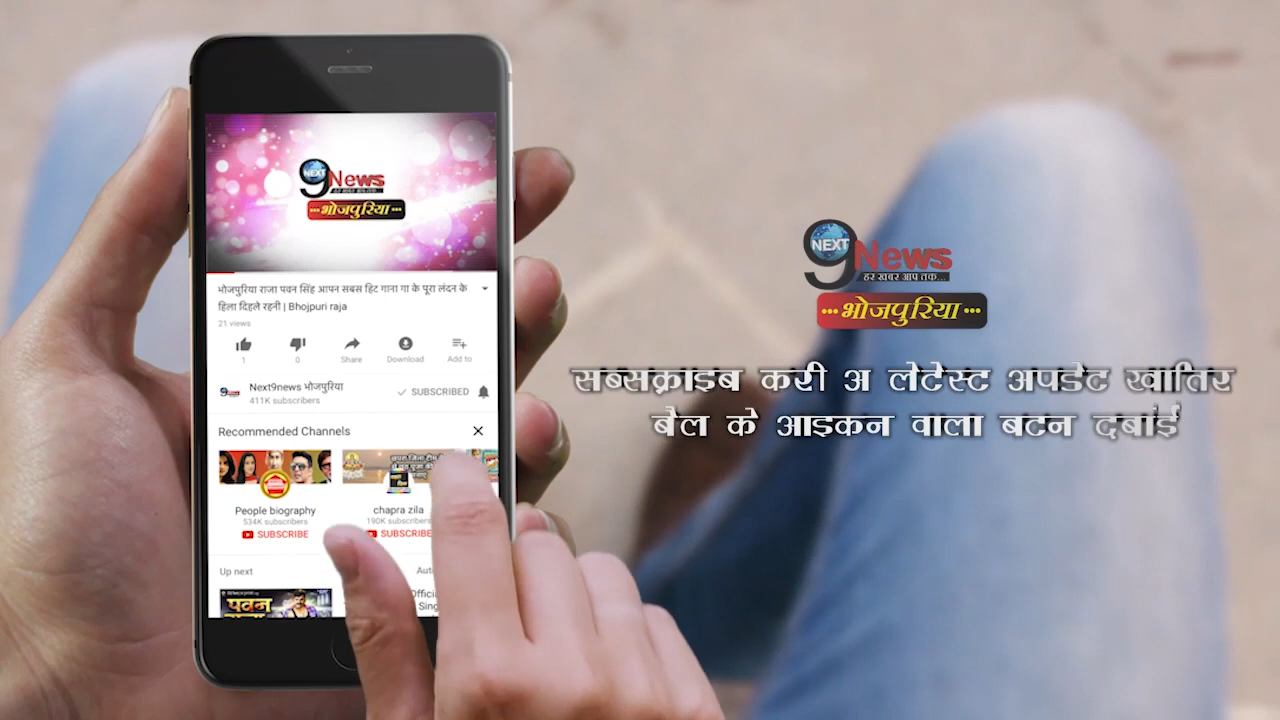 NEXT
9News
हर खबर आप तक...
...भोजपुरिया...
भोजपुरिया राजा पवन सिंह आपन सबस हिट गाना गा के पूरा लंदन के
हिला दिहले रहनी | Bhojpuri raja
21 views
1
0
Share
Download
Add to
Next9news भोजपुरिया
SUBSCRIBED
411K subscribers
Recommended Channels
People biography
534K subscribers
SUBSCRIBE
chapra zila
190K subscribers
SUBSCRIBE
Up next
पवन
NEXT
9News
हर खबर आप तक...
...भोजपुरिया...
सब्सक्राइब करी अ लेटेस्ट अपडेट खातिर
बैल के आइकन वाला बटन दबाई